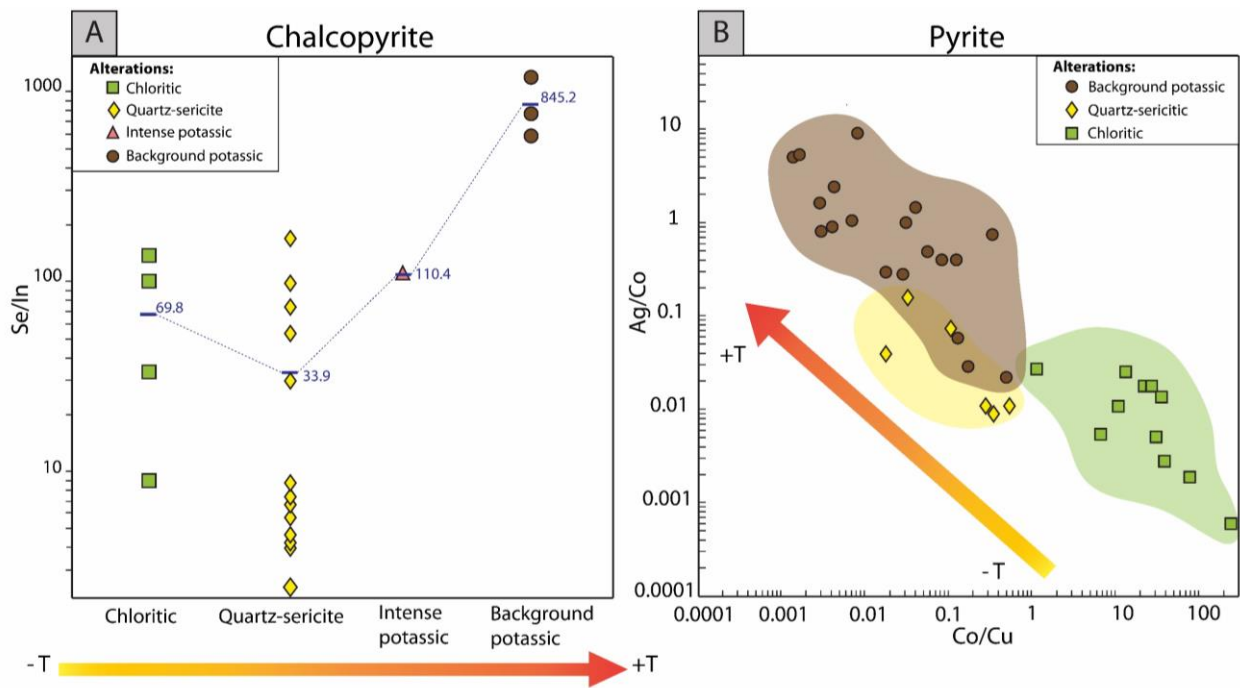 A
Chalcopyrite
Alterations:
Chloritic
Quartz-sericite
Intense potassic
Background potassic
1000
100
10
Se/In
69.8
33.9
110.4
845.2
Chloritic
Quartz-sericite
Intense
potassic
Background
potassic
- T
+T
B
Pyrite
Alterations:
Background potassic
Quartz-sericitic
Chloritic
10
1
0.1
0.01
0.001
0.0001
Ag/Co
+T
- T
0.0001
0.001
0.01
0.1
1
10
100
Co/Cu